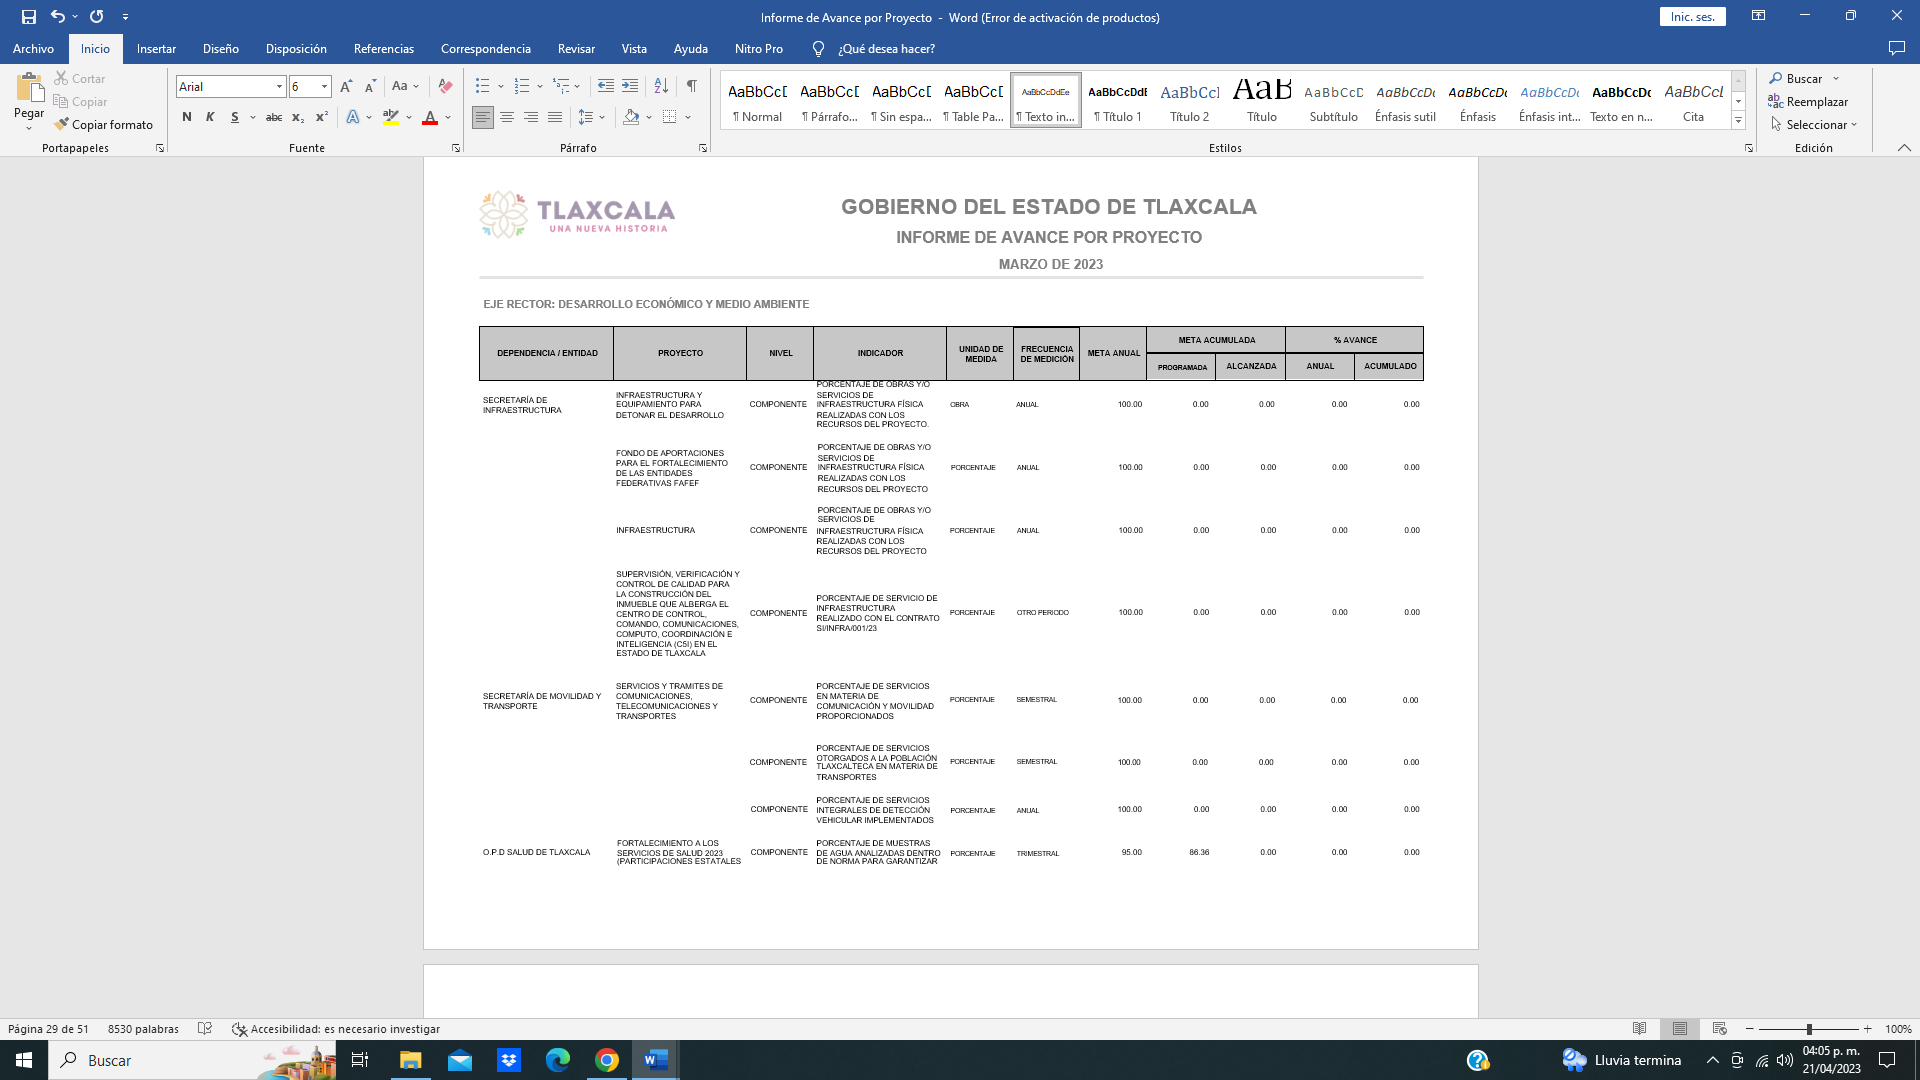 Informe de Avance por Proyecto - Word (Error de activación de productos)
Inic. ses.
Archivo Inicio Insertar Diseño Disposición Referencias Correspondencia Revisar Vista Ayuda Nitro Pro ¿Qué desea hacer?
Pegar
Cortar
Copiar
Copiar formato
Portapapeles
Arial 6
Aa
N K S abc x₂ x²
Fuente
Párrafo
AaBbCcD AaBbCcD AaBbCcD AaBbCcD AaBbCcDdEe AaBbCcDdE AaBbCcI AaB AaBbCcD AaBbCcDc AaBbCcDc AaBbCcDc AaBbCcDc AaBbCcL
¶ Normal ¶ Párrafo... ¶ Sin espa... ¶ Table Pa... ¶ Texto in... ¶ Título 1 Título 2 Título Subtítulo Énfasis sutil Énfasis Énfasis int... Texto en n... Cita
Estilos
Buscar
Reemplazar
Seleccionar
Edición
TLAXCALA
UNA NUEVA HISTORIA
GOBIERNO DEL ESTADO DE TLAXCALA
INFORME DE AVANCE POR PROYECTO
MARZO DE 2023
EJE RECTOR: DESARROLLO ECONÓMICO Y MEDIO AMBIENTE
DEPENDENCIA / ENTIDAD
PROYECTO
NIVEL
INDICADOR
UNIDAD DE
MEDIDA
FRECUENCIA
DE MEDICIÓN
META ANUAL
META ACUMULADA
PROGRAMADA ALCANZADA
% AVANCE
ANUAL ACUMULADO
SECRETARÍA DE
INFRAESTRUCTURA
INFRAESTRUCTURA Y
EQUIPAMIENTO PARA
DETONAR EL DESARROLLO
COMPONENTE
PORCENTAJE DE OBRAS Y/O
SERVICIOS DE
INFRAESTRUCTURA FÍSICA
REALIZADAS CON LOS
RECURSOS DEL PROYECTO.
OBRA ANUAL 100.00 0.00 0.00 0.00 0.00
FONDO DE APORTACIONES
PARA EL FORTALECIMIENTO
DE LAS ENTIDADES
FEDERATIVAS FAFEF
COMPONENTE
PORCENTAJE DE OBRAS Y/O
SERVICIOS DE
INFRAESTRUCTURA FÍSICA
REALIZADAS CON LOS
RECURSOS DEL PROYECTO
PORCENTAJE ANUAL 100.00 0.00 0.00 0.00 0.00
INFRAESTRUCTURA
COMPONENTE
PORCENTAJE DE OBRAS Y/O
SERVICIOS DE
INFRAESTRUCTURA FÍSICA
REALIZADAS CON LOS
RECURSOS DEL PROYECTO
PORCENTAJE ANUAL 100.00 0.00 0.00 0.00 0.00
SUPERVISIÓN, VERIFICACIÓN Y
CONTROL DE CALIDAD PARA
LA CONSTRUCCIÓN DEL
INMUEBLE QUE ALBERGA EL
CENTRO DE CONTROL,
COMANDO, COMUNICACIONES,
COMPUTO, COORDINACIÓN E
INTELIGENCIA (C5I) EN EL
ESTADO DE TLAXCALA
COMPONENTE
PORCENTAJE DE SERVICIO DE
INFRAESTRUCTURA
REALIZADO CON EL CONTRATO
SI/INFRA/001/23
PORCENTAJE OTRO PERIODO 100.00 0.00 0.00 0.00 0.00
SECRETARÍA DE MOVILIDAD Y
TRANSPORTE
SERVICIOS Y TRAMITES DE
COMUNICACIONES,
TELECOMUNICACIONES Y
TRANSPORTES
COMPONENTE
PORCENTAJE DE SERVICIOS
EN MATERIA DE
COMUNICACIÓN Y MOVILIDAD
PROPORCIONADOS
PORCENTAJE SEMESTRAL 100.00 0.00 0.00 0.00 0.00
COMPONENTE
PORCENTAJE DE SERVICIOS
OTORGADOS A LA POBLACIÓN
TLAXCALTECA EN MATERIA DE
TRANSPORTES
PORCENTAJE SEMESTRAL 100.00 0.00 0.00 0.00 0.00
COMPONENTE
PORCENTAJE DE SERVICIOS
INTEGRALES DE DETECCIÓN
VEHICULAR IMPLEMENTADOS
PORCENTAJE ANUAL 100.00 0.00 0.00 0.00 0.00
O.P.D SALUD DE TLAXCALA
FORTALECIMIENTO A LOS
SERVICIOS DE SALUD 2023
(PARTICIPACIONES ESTATALES
COMPONENTE
PORCENTAJE DE MUESTRAS
DE AGUA ANALIZADAS DENTRO
DE NORMA PARA GARANTIZAR
PORCENTAJE TRIMESTRAL 95.00 86.36 0.00 0.00 0.00
Página 29 de 51 8530 palabras Accesibilidad: es necesario investigar
100%
Buscar
Lluvia termina
04:05 p. m.
21/04/2023